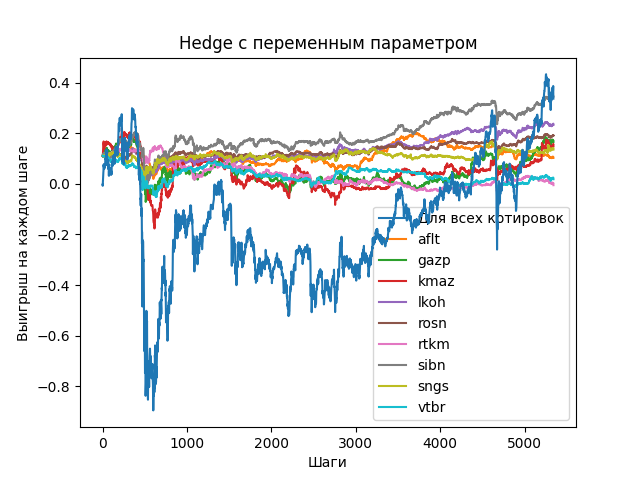 Hedge с переменным параметром
Выигрыш на каждом шаге
0.4
0.2
0.0
−0.2
−0.4
−0.6
−0.8
Для всех котировок
aflt
gazp
kmaz
lkoh
rosn
rtkm
sibn
sngs
vtbr
0 1000 2000 3000 4000 5000
Шаги